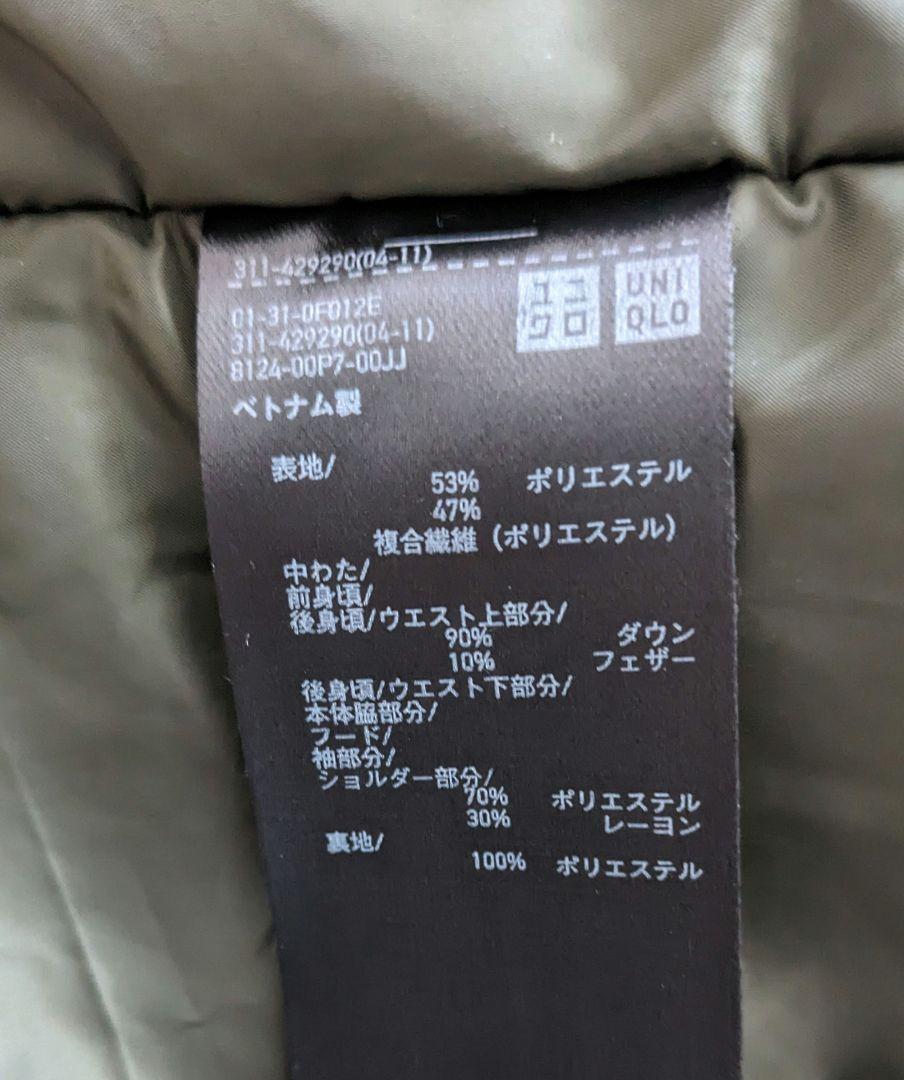 311-429290(04-11)
ユニ
クロ
UNI
QLO
01-31-0F012E
311-429290(04-11)
8124-00P7-00JJ
ベトナム製
表地/
53% ポリエステル
47%
複合繊維(ポリエステル)
中わた/
前身頃/
後身頃/ウエスト上部分/
90% ダウン
10% フェザー
後身頃/ウエスト下部分/
本体脇部分/
フード/
袖部分/
ショルダー部分/
70% ポリエステル
30% レーヨン
裏地/
100% ポリエステル